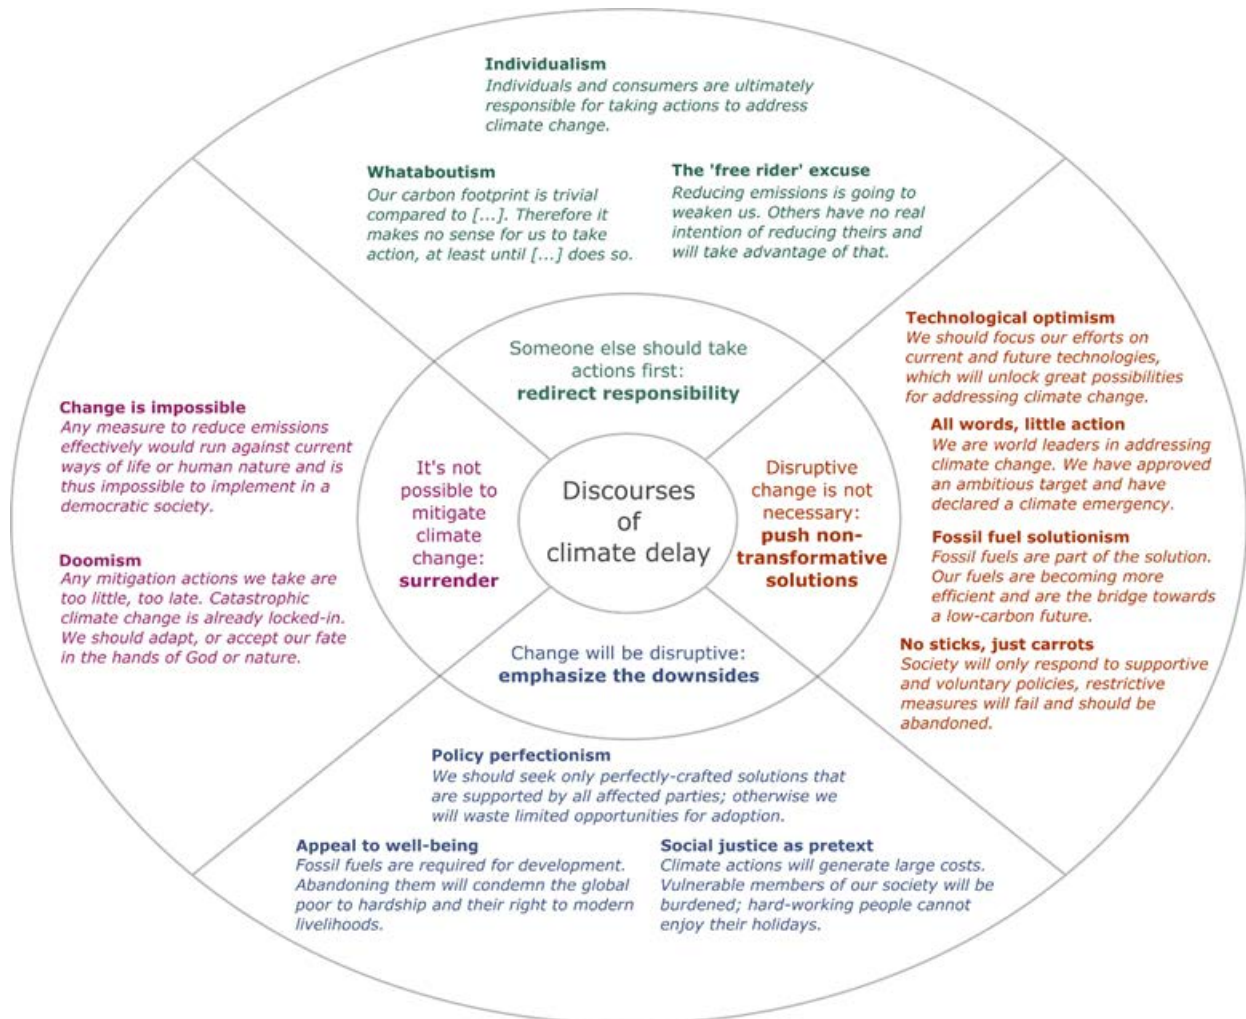 Individualism
Individuals and consumers are ultimately
responsible for taking actions to address
climate change.
Whataboutism
Our carbon footprint is trivial
compared to [...]. Therefore it
makes no sense for us to take
action, at least until [...] does so.
The 'free rider' excuse
Reducing emissions is going to
weaken us. Others have no real
intention of reducing theirs and
will take advantage of that.
Someone else should take
actions first:
redirect responsibility
Technological optimism
We should focus our efforts on
current and future technologies,
which will unlock great possibilities
for addressing climate change.
All words, little action
We are world leaders in addressing
climate change. We have approved
an ambitious target and have
declared a climate emergency.
Fossil fuel solutionism
Fossil fuels are part of the solution.
Our fuels are becoming more
efficient and are the bridge towards
a low-carbon future.
No sticks, just carrots
Society will only respond to supportive
and voluntary policies, restrictive
measures will fail and should be
abandoned.
Disruptive
change is not
necessary:
push non-
transformative
solutions
Discourses
of
climate delay
It's not
possible to
mitigate
climate
change:
surrender
Change is impossible
Any measure to reduce emissions
effectively would run against current
ways of life or human nature and is
thus impossible to implement in a
democratic society.
Doomism
Any mitigation actions we take are
too little, too late. Catastrophic
climate change is already locked-in.
We should adapt, or accept our fate
in the hands of God or nature.
Change will be disruptive:
emphasize the downsides
Policy perfectionism
We should seek only perfectly-crafted solutions that
are supported by all affected parties; otherwise we
will waste limited opportunities for adoption.
Appeal to well-being
Fossil fuels are required for development.
Abandoning them will condemn the global
poor to hardship and their right to modern
livelihoods.
Social justice as pretext
Climate actions will generate large costs.
Vulnerable members of our society will be
burdened; hard-working people cannot
enjoy their holidays.